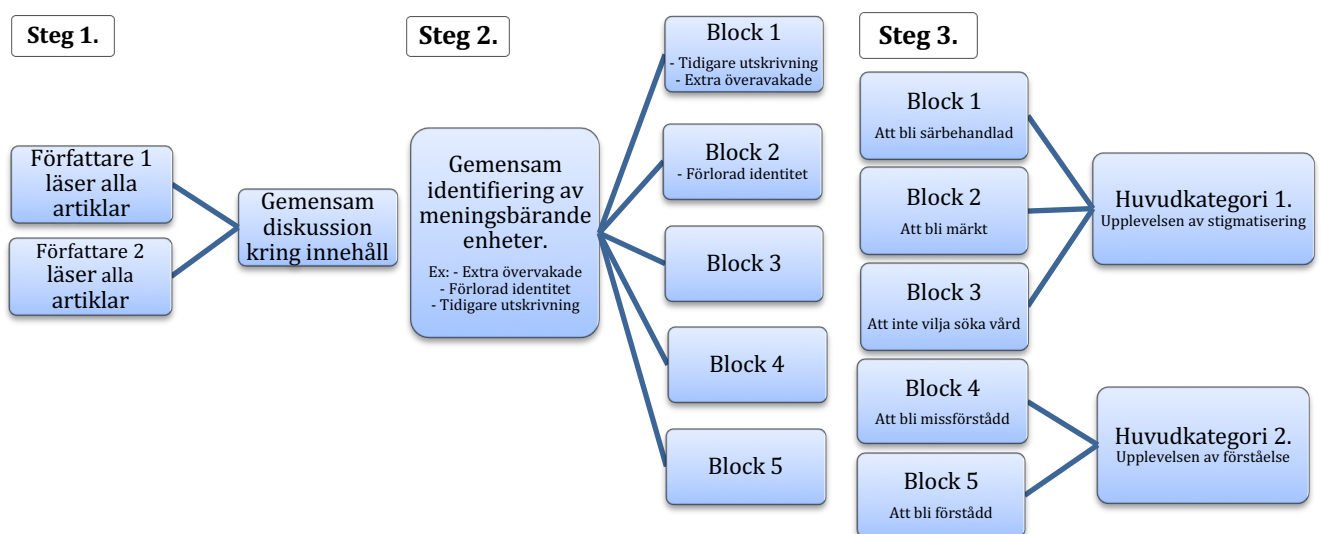 Steg 1.
Författare 1
läser alla
artiklar
Författare 2
läser alla
artiklar
Gemensam
diskussion
kring innehåll
Steg 2.
Gemensam
identifiering av
meningsbärande
enheter.
Ex: - Extra övervakade
- Förlorad identitet
- Tidigare utskrivning
Block 1
- Tidigare utskrivning
- Extra överavakade
Block 2
- Förlorad identitet
Block 3
Block 4
Block 5
Steg 3.
Block 1
Att bli särbehandlad
Block 2
Att bli märkt
Block 3
Att inte vilja söka vård
Block 4
Att bli missförstådd
Block 5
Att bli förstådd
Huvudkategori 1.
Upplevelsen av stigmatisering
Huvudkategori 2.
Upplevelsen av förståelse